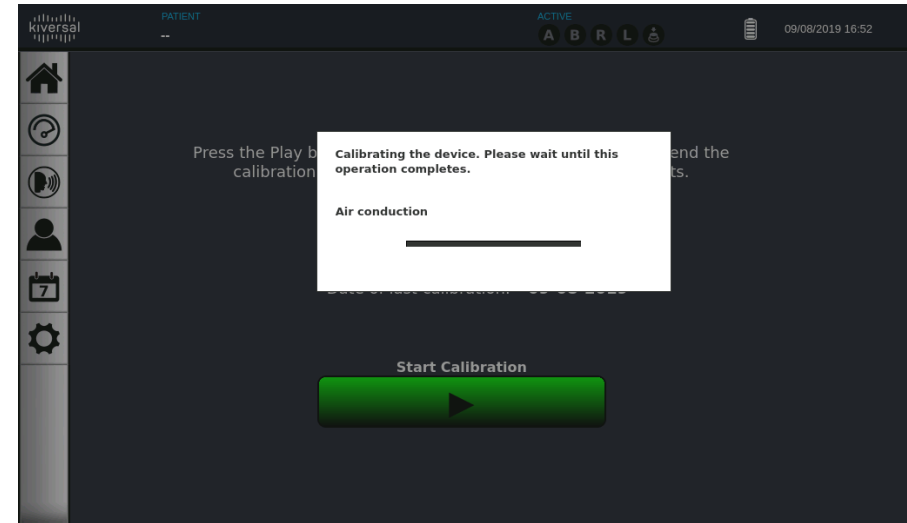 kiversal
PATIENT
--
ACTIVE
A B R L
09/08/2019 16:52
7
Press the Play
end the
calibration
Calibrating the device. Please wait until this
operation completes.
Air conduction
Start Calibration